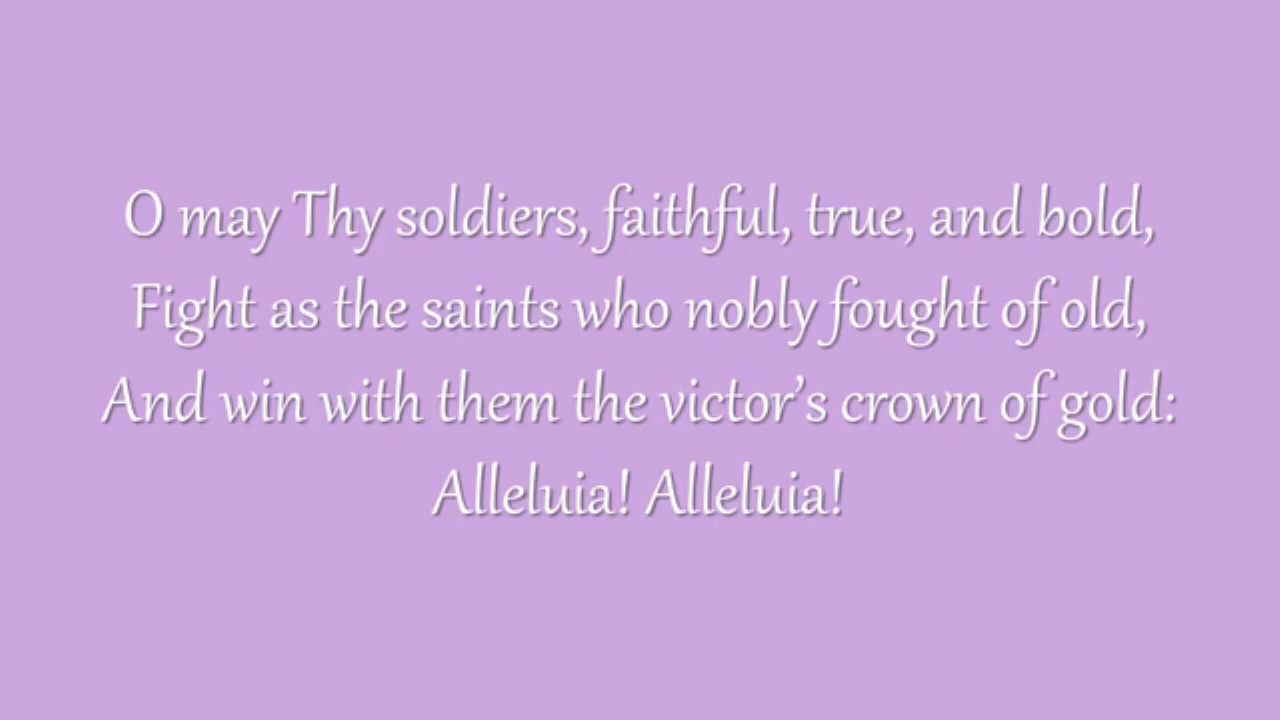 O may Thy soldiers, faithful, true, and bold,
Fight as the saints who nobly fought of old,
And win with them the victor’s crown of gold:
Alleluia! Alleluia!